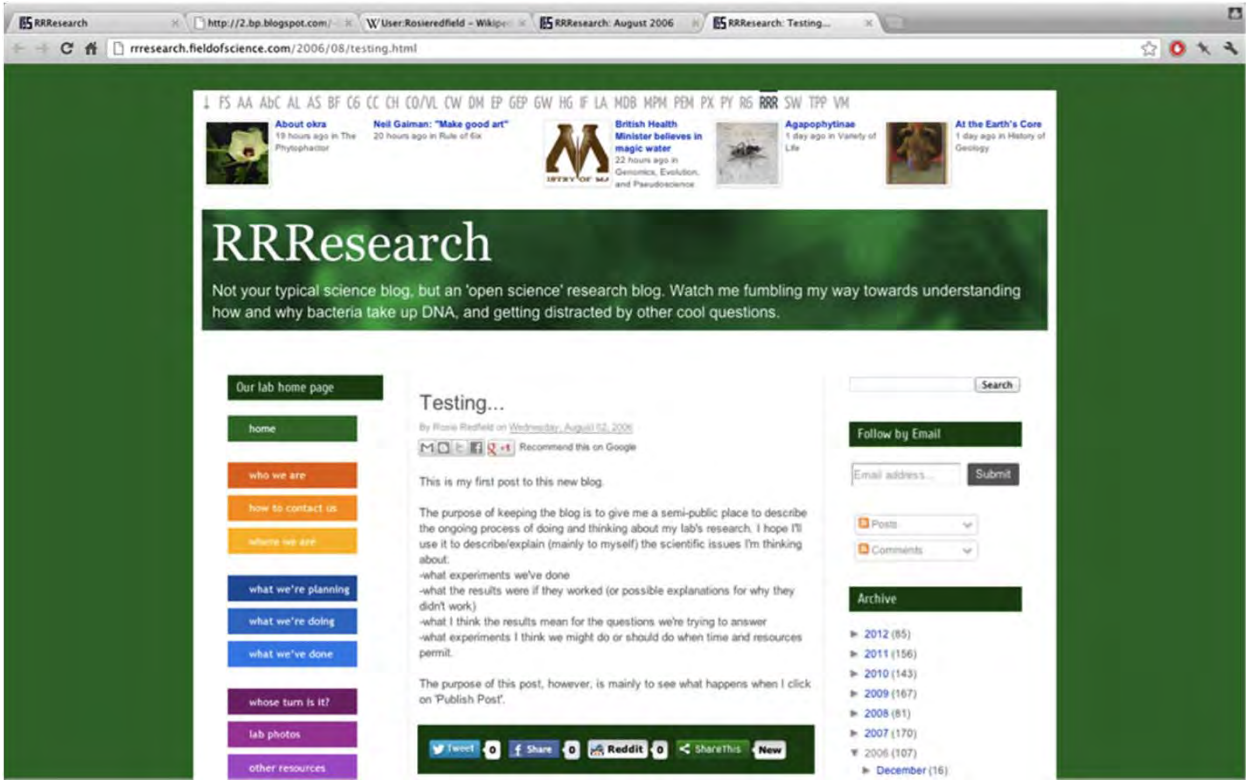 RRResearch
http://2.bp.blogspot.com/
User:Rosieredfield – Wikipe
RRResearch: August 2006
RRResearch: Testing...
rrresearch.fieldofscience.com/2006/08/testing.html
↓ FS AA AbC AL AS BF C6 CC CH CO/VL CW DM EP GEP GW HG IF LA MDB MPM PEM PX PY RG RRR SW TPP VM
About okra
19 hours ago in The
Phytophactor
Neil Gaiman: "Make good art"
20 hours ago in Rule of 6ix
ISTRY OF MA
British Health
Minister believes in
magic water
22 hours ago in
Genomics, Evolution,
and Pseudoscience
Agapophytinae
1 day ago in Variety of
Life
At the Earth's Core
1 day ago in History of
Geology
RRResearch
Not your typical science blog, but an 'open science' research blog. Watch me fumbling my way towards understanding
how and why bacteria take up DNA, and getting distracted by other cool questions.
Our lab home page
home
who we are
how to contact us
where we are
what we're planning
what we're doing
what we've done
whose turn is it?
lab photos
other resources
Testing...
By Rosie Redfield on Wednesday, August 02, 2006
+1 Recommend this on Google
This is my first post to this new blog.
The purpose of keeping the blog is to give me a semi-public place to describe
the ongoing process of doing and thinking about my lab's research. I hope I'll
use it to describe/explain (mainly to myself) the scientific issues I'm thinking
about:
-what experiments we've done
-what the results were if they worked (or possible explanations for why they
didn't work)
-what I think the results mean for the questions we're trying to answer
-what experiments I think we might do or should do when time and resources
permit.
The purpose of this post, however, is mainly to see what happens when I click
on 'Publish Post'.
Tweet 0 Share 0 Reddit 0 ShareThis New
Search
Follow by Email
Email address...
Submit
Posts
Comments
Archive
► 2012 (85)
► 2011 (156)
► 2010 (143)
► 2009 (167)
► 2008 (81)
► 2007 (170)
▼ 2006 (107)
► December (16)